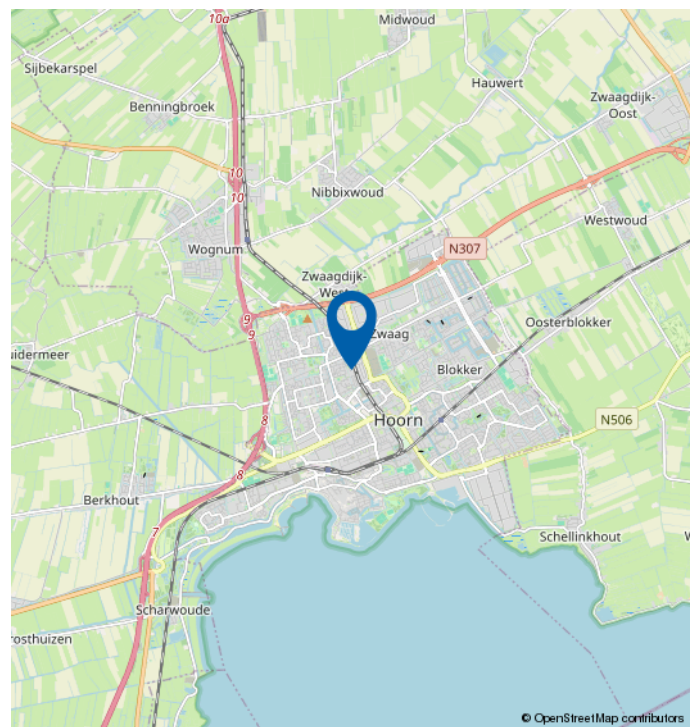 10a
Midwoud
Sijbekarspel
Hauwert
Benningbroek
Zwaagdijk-
Oost
10
10
Nibbixwoud
Westwoud
Wognum
N307
Zwaagdijk-
West
9
9
Zwaag
Oosterblokker
uidermeer
Blokker
8
Hoorn
N506
8
Berkhout
7
Schellinkhout
W
Scharwoude
rosthuizen
© OpenStreetMap contributors